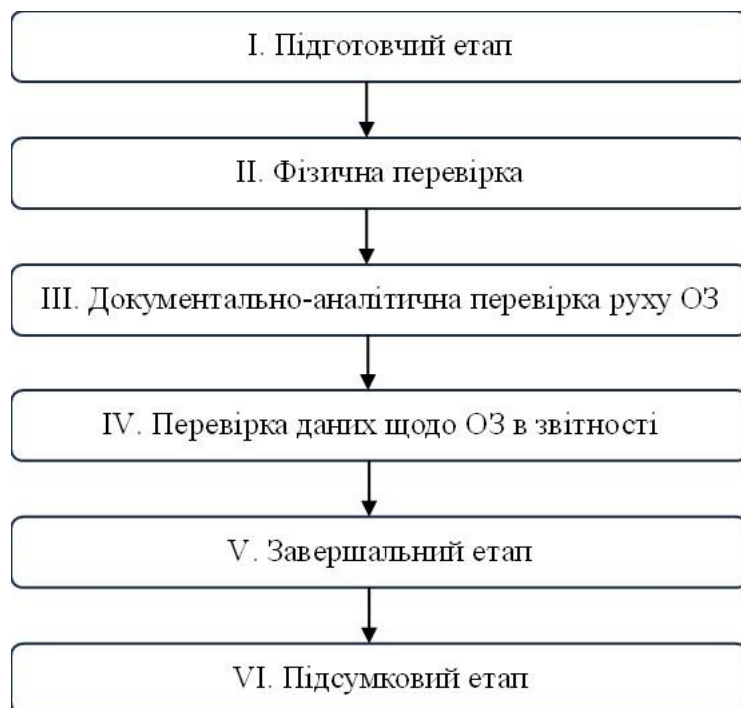 I. Підготовчий етап
II. Фізична перевірка
III. Документально-аналітична перевірка руху ОЗ
IV. Перевірка даних щодо ОЗ в звітності
V. Завершальний етап
VI. Підсумковий етап